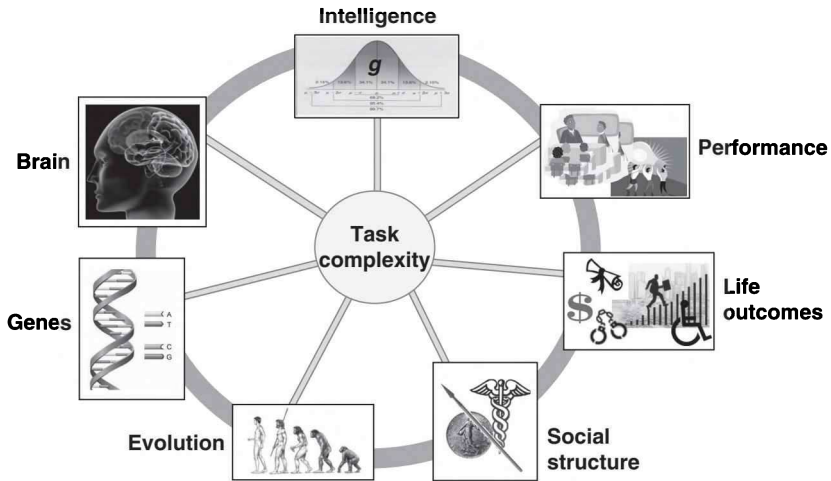 Intelligence
g
Brain
Performance
Task
complexity
Genes
A
T
C
G
Life
outcomes
$
Evolution
Social
structure